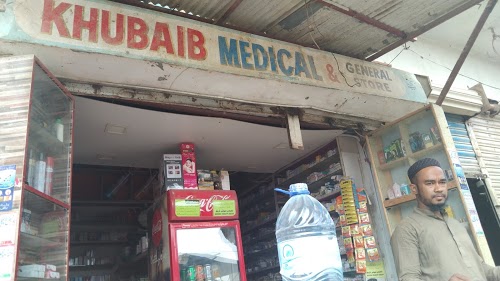 KHUBAIB MEDICAL & GENERAL
STORE
Coca-Cola